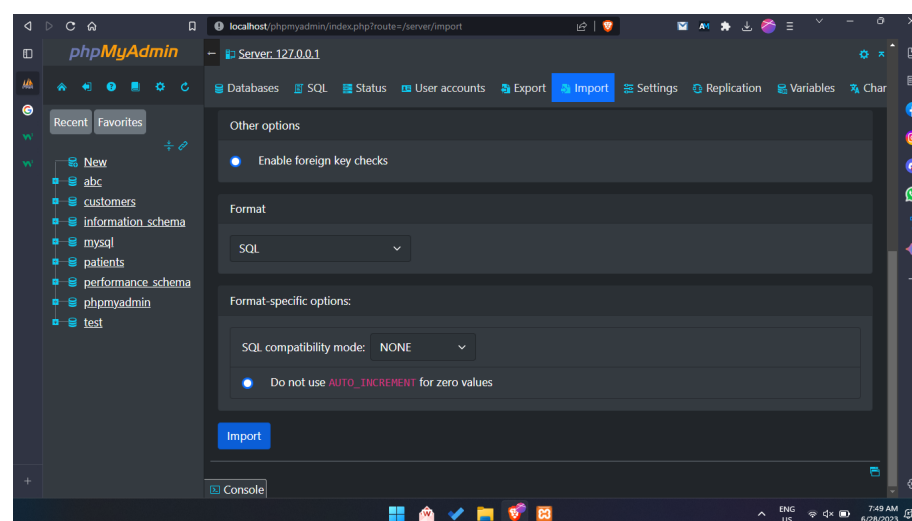 localhost/phpmyadmin/index.php?route=/server/import
phpMyAdmin
Server: 127.0.0.1
Databases SQL Status User accounts Export Import Settings Replication Variables Char
Recent Favorites
New
abc
customers
information_schema
mysql
patients
performance_schema
phpmyadmin
test
Other options
Enable foreign key checks
Format
SQL
Format-specific options:
SQL compatibility mode: NONE
Do not use AUTO_INCREMENT for zero values
Import
Console
ENG
US
7:49 AM
6/28/2023